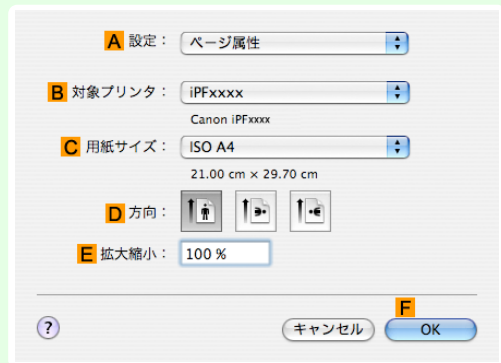 A 設定： ページ属性
B 対象プリンタ： iPFxxxx
Canon iPFxxxx
C 用紙サイズ： ISO A4
21.00 cm × 29.70 cm
D 方向：
E 拡大縮小： 100 %
F
? キャンセル OK